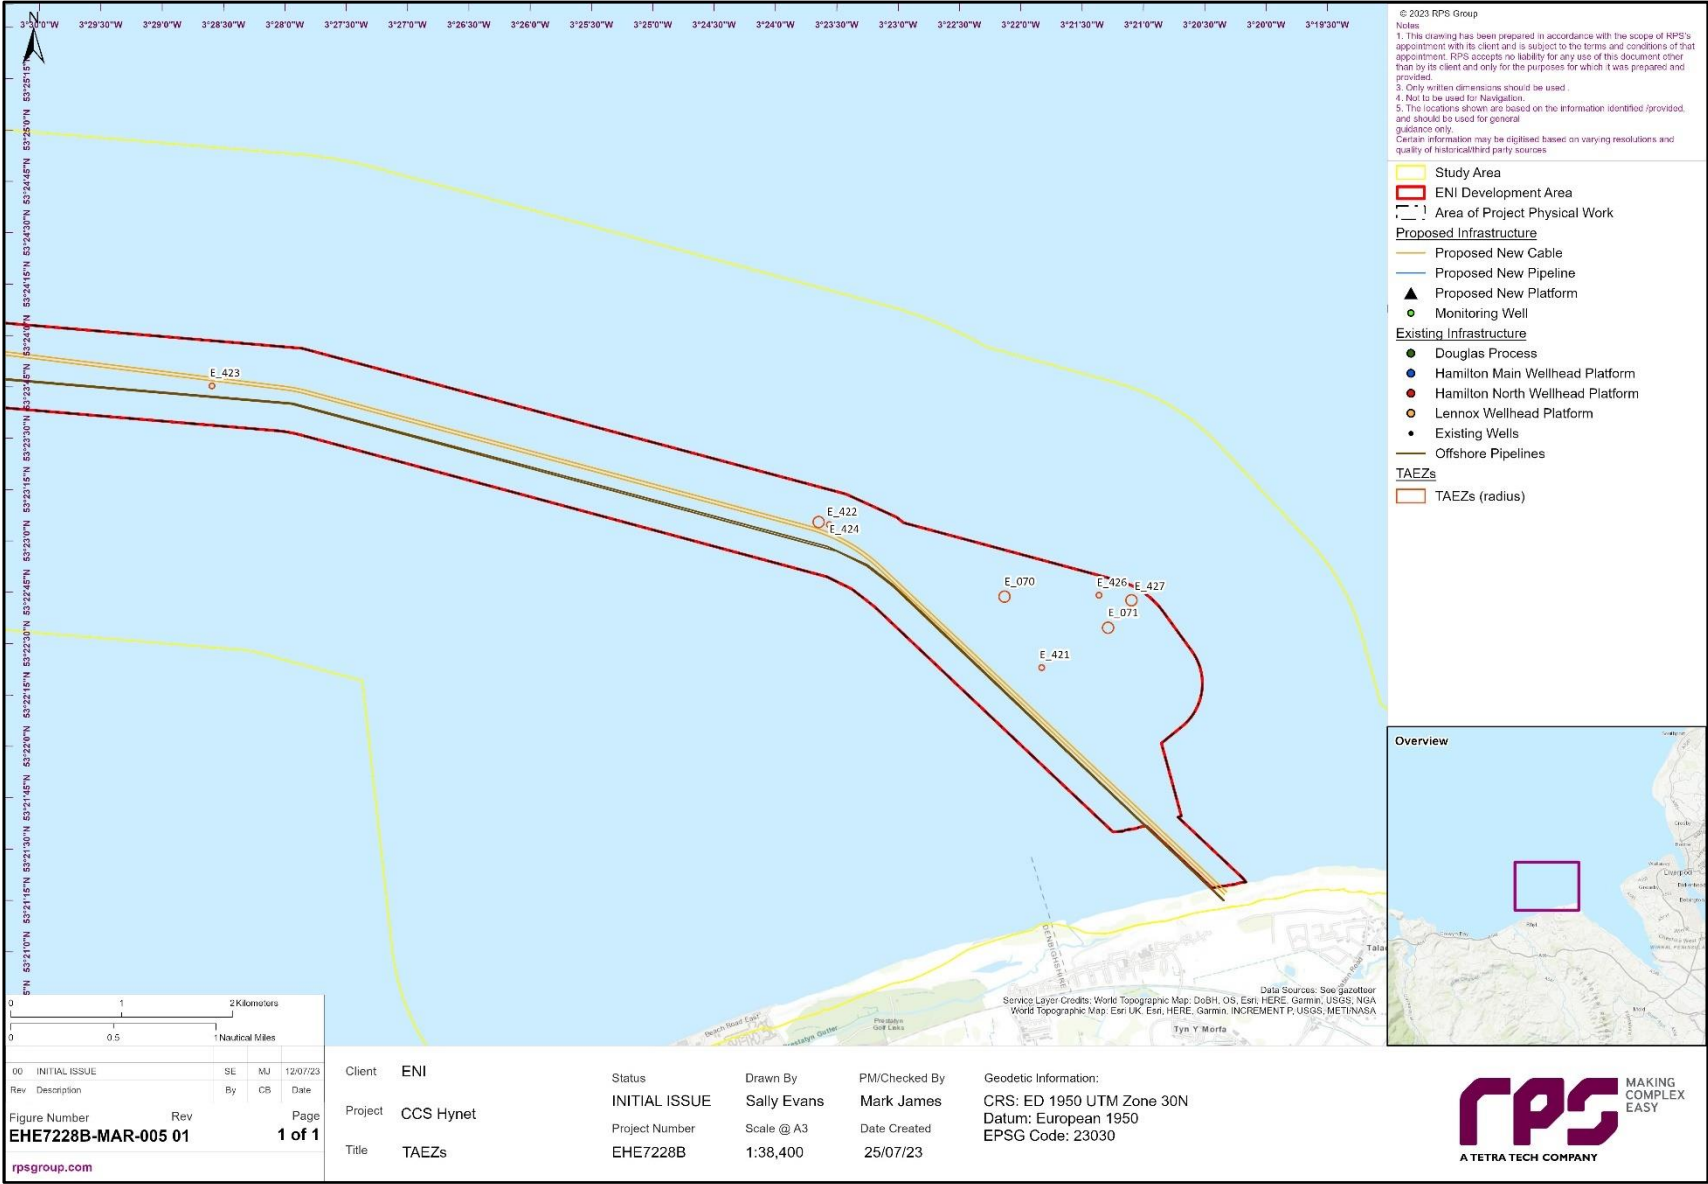 N
3°30'0"W 3°29'30"W 3°29'0"W 3°28'30"W 3°28'0"W 3°27'30"W 3°27'0"W 3°26'30"W 3°26'0"W 3°25'30"W 3°25'0"W 3°24'30"W 3°24'0"W 3°23'30"W 3°23'0"W 3°22'30"W 3°22'0"W 3°21'30"W 3°21'0"W 3°20'30"W 3°20'0"W 3°19'30"W
53°25'15"N
53°25'0"N
53°24'45"N
53°24'30"N
53°24'15"N
53°24'0"N
53°23'45"N
53°23'30"N
53°23'15"N
53°23'0"N
53°22'45"N
53°22'30"N
53°22'15"N
53°22'0"N
53°21'45"N
53°21'30"N
53°21'15"N
53°21'0"N
5"N
E_423
E_422
E_424
E_070
E_426
E_427
E_071
E_421
DENBIGHSHIRE
Beach Road East
Prestatyn Gutter
Prestatyn
Golf Links
Tyn Y Morfa
Talac
Data Sources: See gazetteer
Service Layer Credits: World Topographic Map: DoBH, OS, Esri, HERE, Garmin, USGS, NGA
World Topographic Map: Esri UK, Esri, HERE, Garmin, INCREMENT P, USGS, METI/NASA
0 1 2 Kilometers
0 0.5 1 Nautical Miles
© 2023 RPS Group
Notes
1. This drawing has been prepared in accordance with the scope of RPS's
appointment with its client and is subject to the terms and conditions of that
appointment. RPS accepts no liability for any use of this document other
than by its client and only for the purposes for which it was prepared and
provided.
3. Only written dimensions should be used .
4. Not to be used for Navigation.
5. The locations shown are based on the information identified /provided,
and should be used for general
guidance only.
Certain information may be digitised based on varying resolutions and
quality of historical/third party sources
Study Area
ENI Development Area
Area of Project Physical Work
Proposed Infrastructure
Proposed New Cable
Proposed New Pipeline
Proposed New Platform
Monitoring Well
Existing Infrastructure
Douglas Process
Hamilton Main Wellhead Platform
Hamilton North Wellhead Platform
Lennox Wellhead Platform
Existing Wells
Offshore Pipelines
TAEZs
TAEZs (radius)
Overview
Southport
Crosby
Liverpool
Rhyl
00 INITIAL ISSUE SE MJ 12/07/23
Rev Description By CB Date
Figure Number Rev Page
EHE7228B-MAR-005 01 1 of 1
rpsgroup.com
Client ENI
Project CCS Hynet
Title TAEZs
Status Drawn By PM/Checked By
INITIAL ISSUE Sally Evans Mark James
Project Number Scale @ A3 Date Created
EHE7228B 1:38,400 25/07/23
Geodetic Information:
CRS: ED 1950 UTM Zone 30N
Datum: European 1950
EPSG Code: 23030
rps
MAKING
COMPLEX
EASY
A TETRA TECH COMPANY